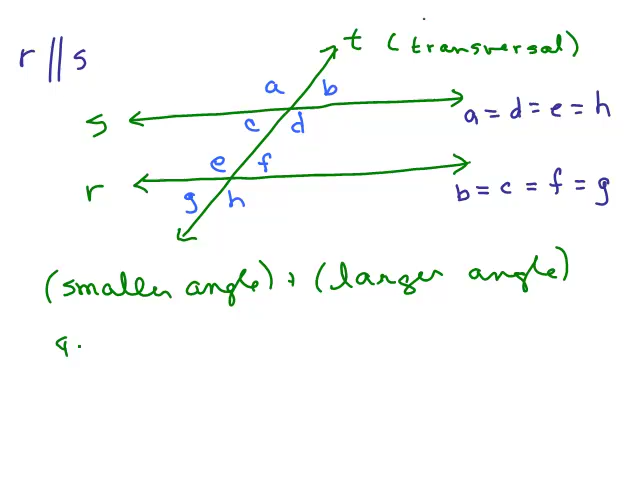 r || s
t (transversal)
a b
s
c d
a = d = e = h
e f
r
g h
b = c = f = g
(smaller angle) + (larger angle)